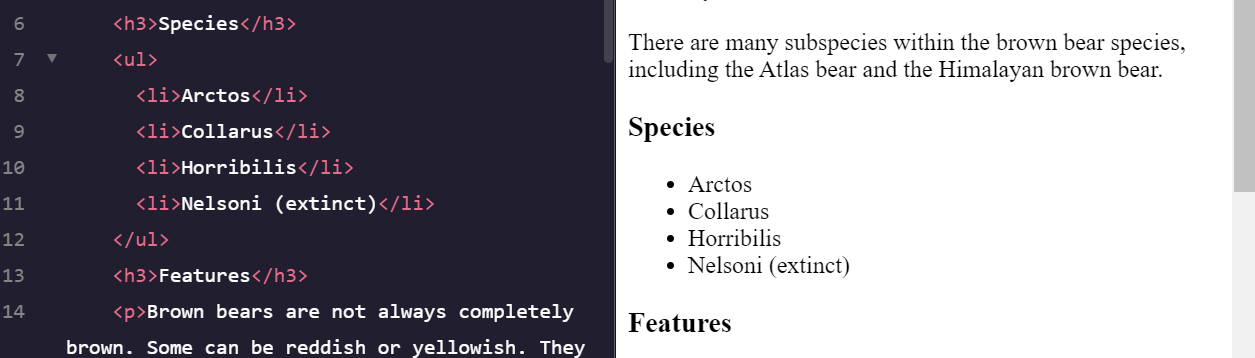 6 <h3>Species</h3>
7 <ul>
8 <li>Arctos</li>
9 <li>Collarus</li>
10 <li>Horribilis</li>
11 <li>Nelsoni (extinct)</li>
12 </ul>
13 <h3>Features</h3>
14 <p>Brown bears are not always completely
brown. Some can be reddish or yellowish. They
There are many subspecies within the brown bear species,
including the Atlas bear and the Himalayan brown bear.
Species
• Arctos
• Collarus
• Horribilis
• Nelsoni (extinct)
Features